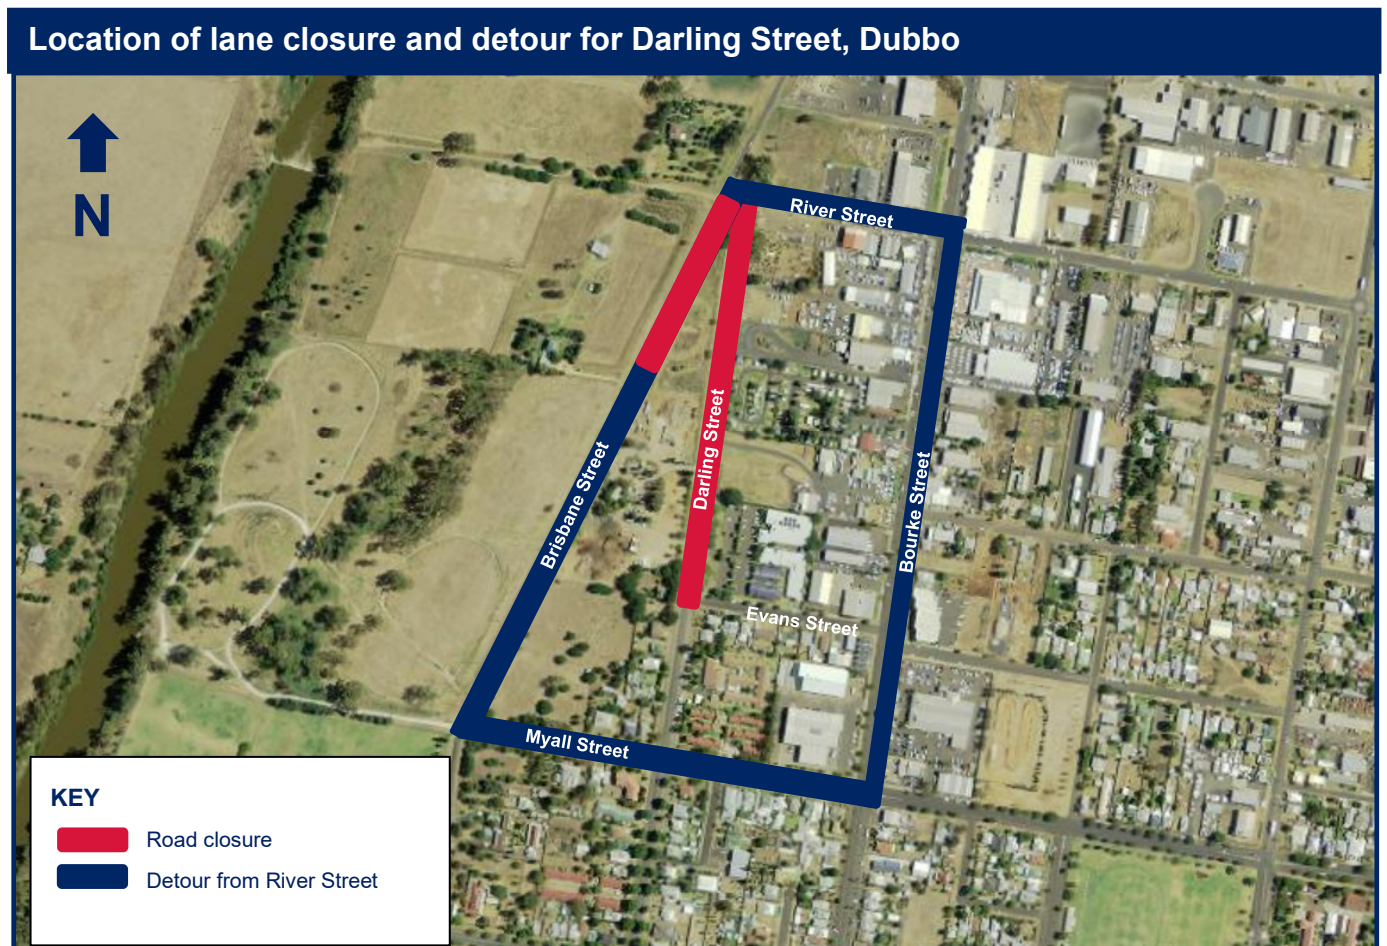 Location of lane closure and detour for Darling Street, Dubbo
N
River Street
Darling Street
Brisbane Street
Bourke Street
Evans Street
Myall Street
KEY
Road closure
Detour from River Street